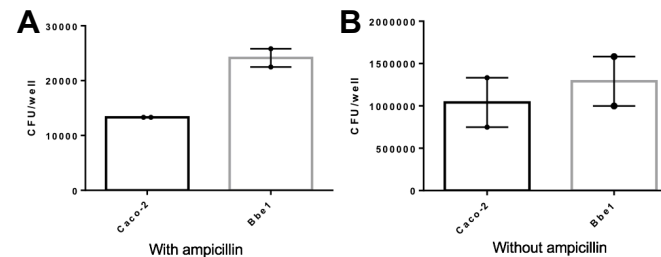 A
CFU/well
30000
20000
10000
0
Caco-2
Bbe1
With ampicillin
B
CFU/well
2000000
1500000
1000000
500000
0
Caco-2
Bbe1
Without ampicillin